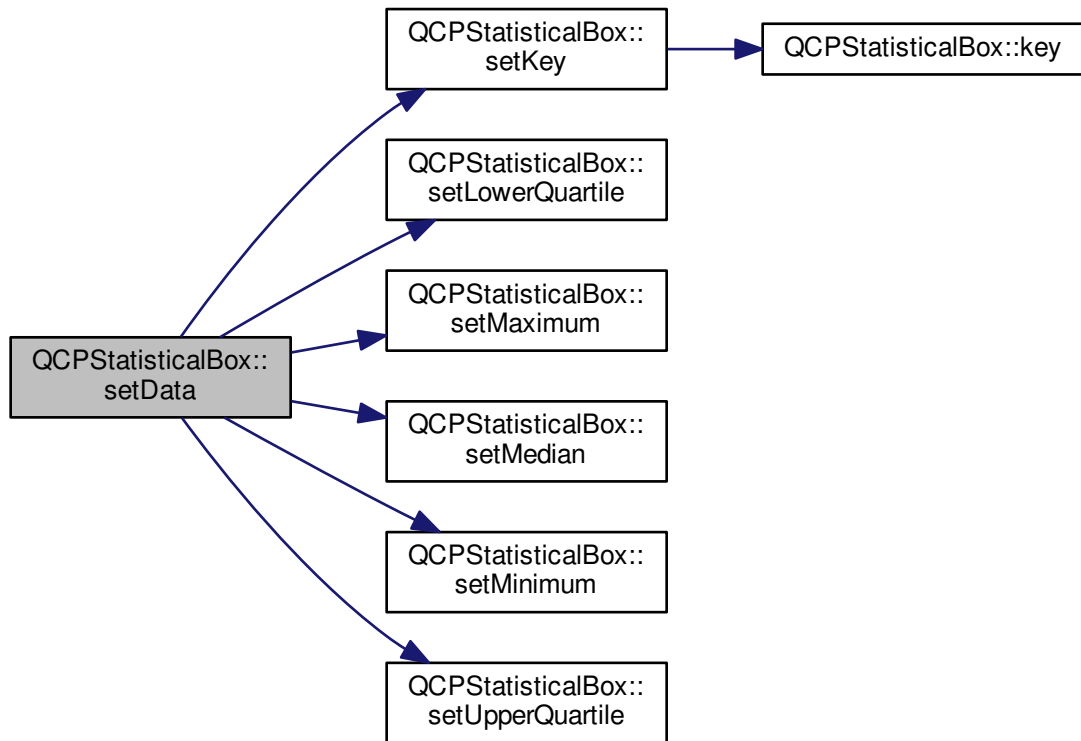 QCPStatisticalBox::
setKey
QCPStatisticalBox::key
QCPStatisticalBox::
setLowerQuartile
QCPStatisticalBox::
setMaximum
QCPStatisticalBox::
setData
QCPStatisticalBox::
setMedian
QCPStatisticalBox::
setMinimum
QCPStatisticalBox::
setUpperQuartile